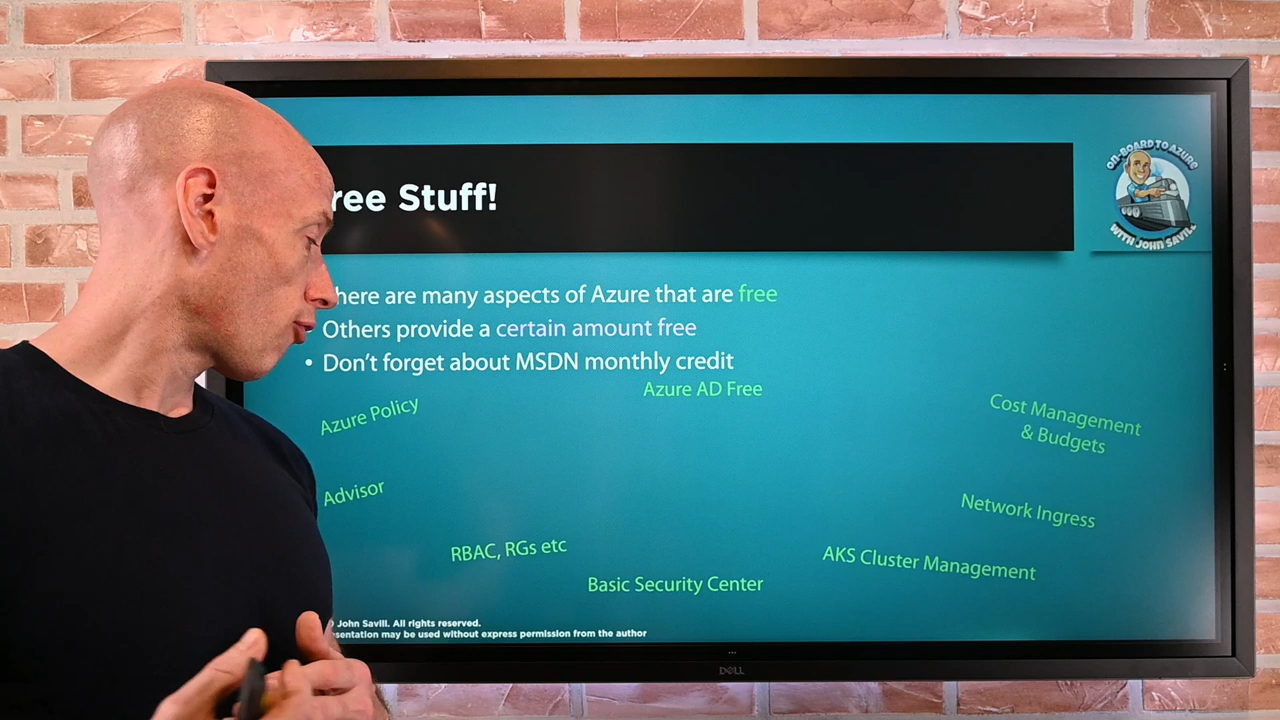 ree Stuff!
ON-BOARD TO AZURE
WITH JOHN SAVILL
here are many aspects of Azure that are free
• Others provide a certain amount free
• Don't forget about MSDN monthly credit
Azure AD Free
Azure Policy
Cost Management
& Budgets
Advisor
Network Ingress
RBAC, RGs etc
AKS Cluster Management
Basic Security Center
John Savill. All rights reserved.
esentation may be used without express permission from the author
DELL